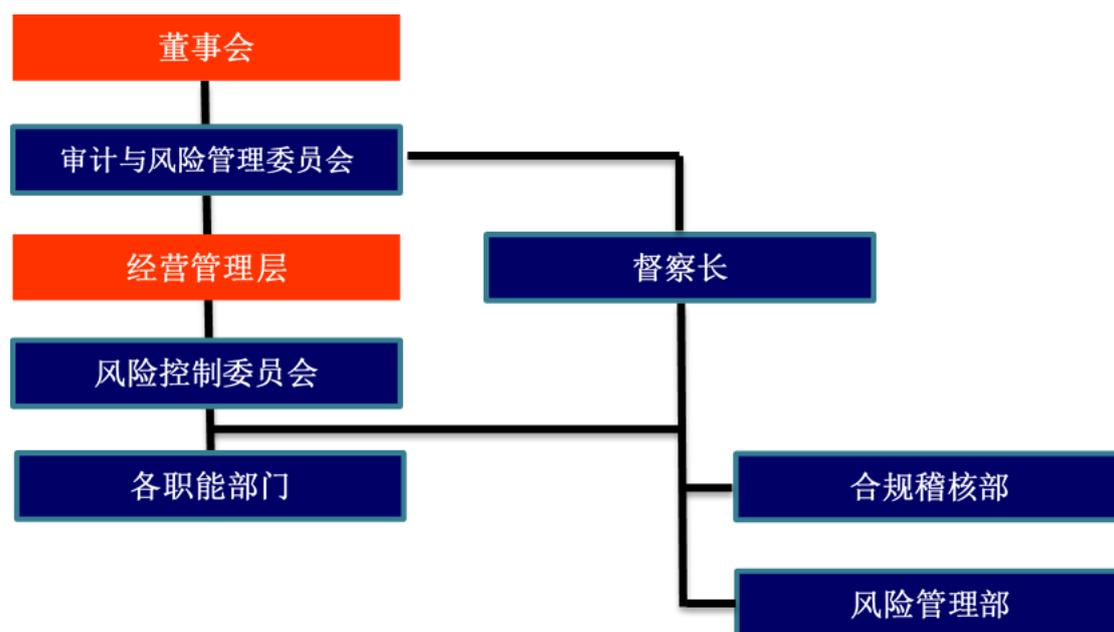 董事会
审计与风险管理委员会
经营管理层
督察长
风险控制委员会
各职能部门
合规稽核部
风险管理部